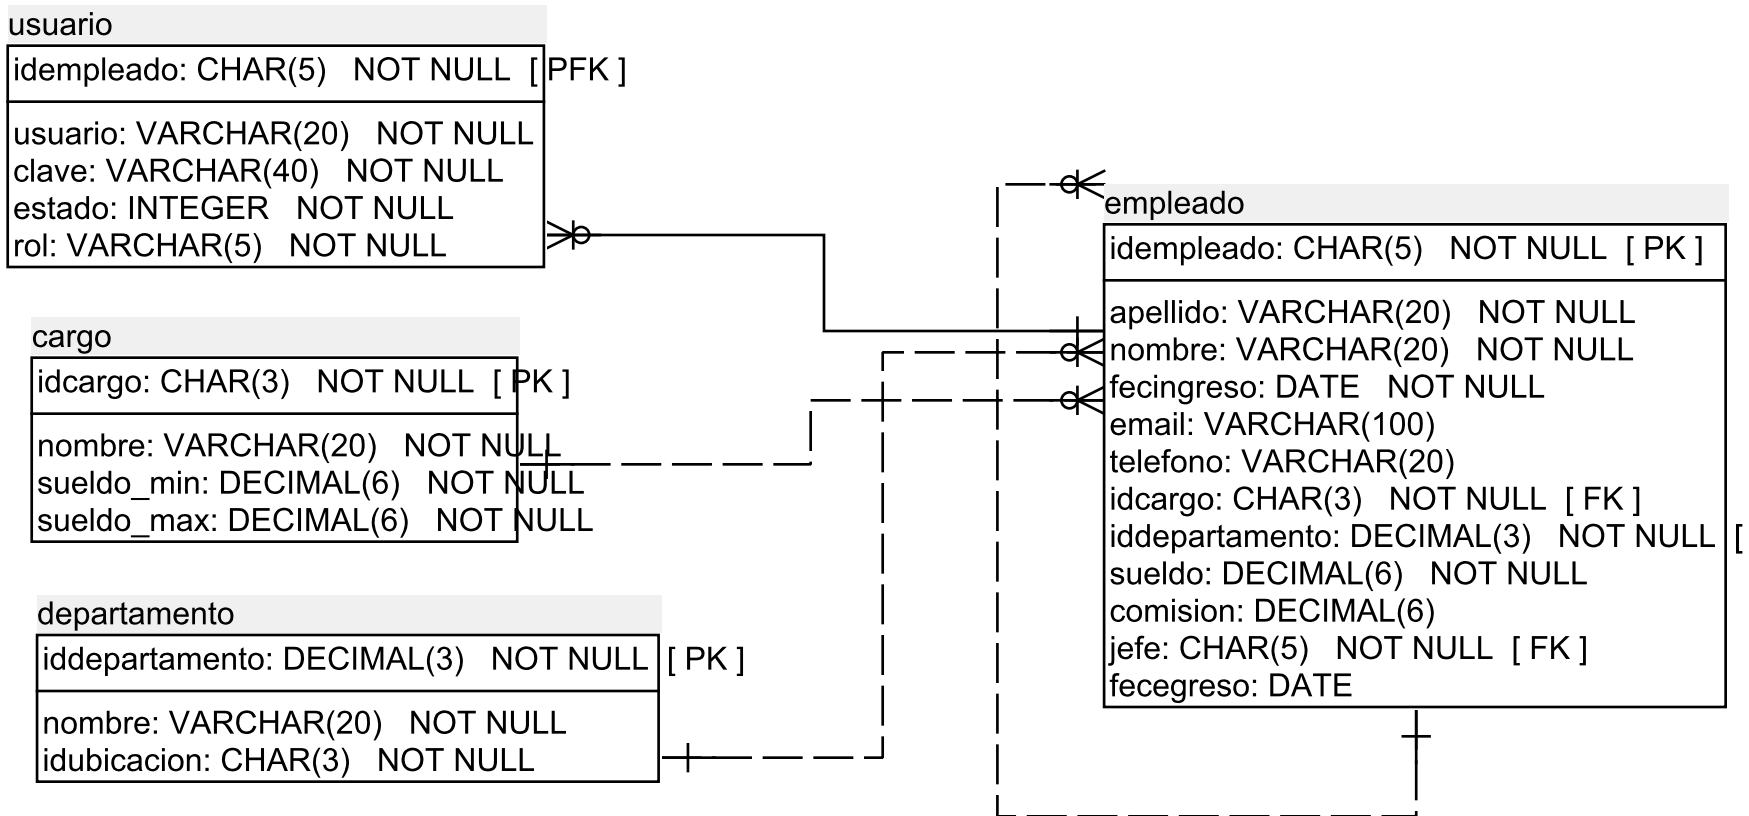 usuario
idempleado: CHAR(5) NOT NULL [ PFK ]
usuario: VARCHAR(20) NOT NULL
clave: VARCHAR(40) NOT NULL
estado: INTEGER NOT NULL
rol: VARCHAR(5) NOT NULL
cargo
idcargo: CHAR(3) NOT NULL [ PK ]
nombre: VARCHAR(20) NOT NULL
sueldo_min: DECIMAL(6) NOT NULL
sueldo_max: DECIMAL(6) NOT NULL
departamento
iddepartamento: DECIMAL(3) NOT NULL [ PK ]
nombre: VARCHAR(20) NOT NULL
idubicacion: CHAR(3) NOT NULL
empleado
idempleado: CHAR(5) NOT NULL [ PK ]
apellido: VARCHAR(20) NOT NULL
nombre: VARCHAR(20) NOT NULL
fecingreso: DATE NOT NULL
email: VARCHAR(100)
telefono: VARCHAR(20)
idcargo: CHAR(3) NOT NULL [ FK ]
iddepartamento: DECIMAL(3) NOT NULL [
sueldo: DECIMAL(6) NOT NULL
comision: DECIMAL(6)
jefe: CHAR(5) NOT NULL [ FK ]
fecegreso: DATE